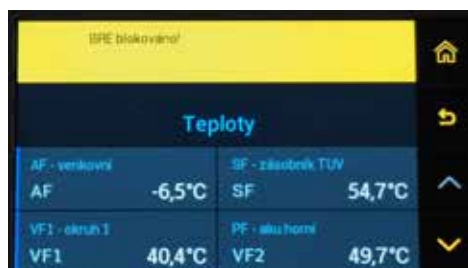 ISRE blokováno!
Teploty
AF - venkovní
AF -6,5°C
SF - zásobník TUV
SF 54,7°C
VF1 - okruh 1
VF1 40,4°C
PF - aku horní
VF2 49,7°C